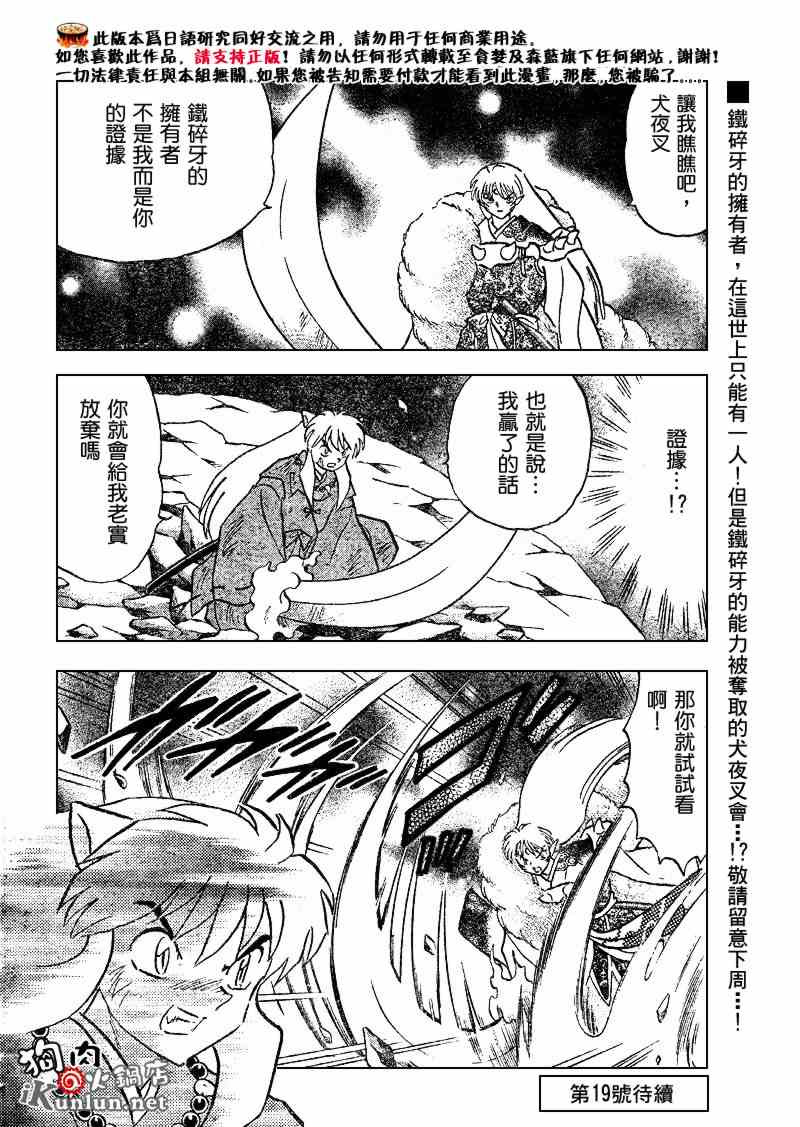 此版本爲日語研究同好交流之用，請勿用于任何商業用途。
如您喜歡此作品，請支持正版！請勿以任何形式轉載至貪婪及森藍旗下任何網站，謝謝！
一切法律責任與本組無關。如果您被告知需要付款才能看到此漫畫，那麼，您被騙了……
讓我瞧瞧吧，
犬夜叉
鐵碎牙的
擁有者
不是我而是你
的證據
證據…!?
也就是說…
我贏了的話
你就會給我老實
放棄嗎
那你就試試看
啊！
■鐵碎牙的擁有者，在這世上只能有一人！但是鐵碎牙的能力被奪取的犬夜叉會…!?敬請留意下周…！
第19號待續
狗肉
火鍋店
iKunlun.net